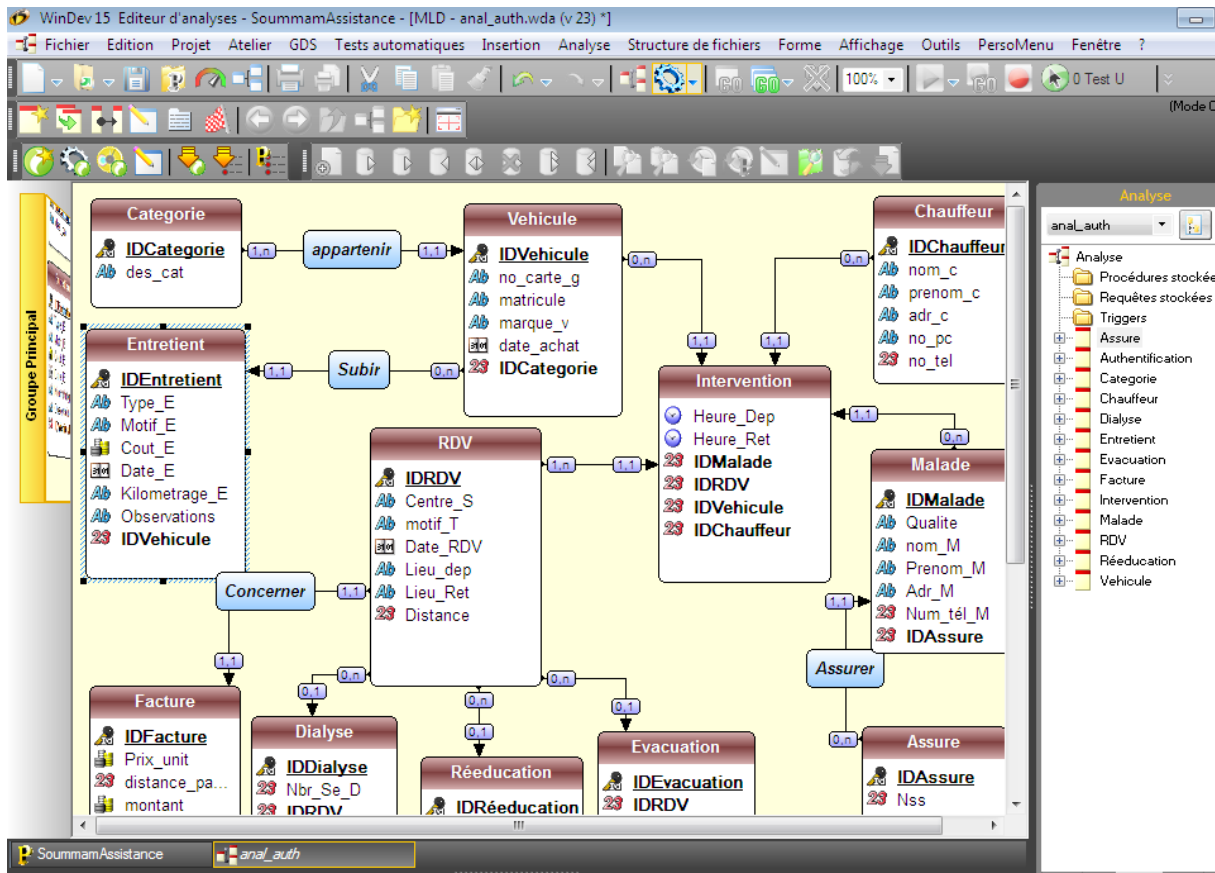 WinDev 15 Editeur d'analyses - SoummamAssistance - [MLD - anal_auth.wda (v 23) *]
Fichier Edition Projet Atelier GDS Tests automatiques Insertion Analyse Structure de fichiers Forme Affichage Outils PersoMenu Fenêtre ?
GO GO 100% GO 0 Test U
(Mode C
Groupe Principal
Categorie
IDCategorie
des_cat
1,n
appartenir
1,1
Vehicule
IDVehicule
no_carte_g
matricule
marque_v
date_achat
IDCategorie
0,n
1,1
Chauffeur
IDChauffeur
nom_c
prenom_c
adr_c
no_pc
no_tel
0,n
1,1
Entretient
IDEntretient
Type_E
Motif_E
Cout_E
Date_E
Kilometrage_E
Observations
IDVehicule
1,1
Subir
0,n
Intervention
Heure_Dep
Heure_Ret
IDMalade
IDRDV
IDVehicule
IDChauffeur
1,1
0,n
RDV
IDRDV
Centre_S
motif_T
Date_RDV
Lieu_dep
Lieu_Ret
Distance
1,n
1,1
Malade
IDMalade
Qualite
nom_M
Prenom_M
Adr_M
Num_tél_M
IDAssure
Concerner
1,1
1,1
1,1
Assurer
0,n
Facture
IDFacture
Prix_unit
distance_pa...
montant
0,n
0,1
Dialyse
IDDialyse
Nbr_Se_D
IDRDV
0,n
0,1
Réeducation
IDRéeducation
0,n
0,1
Evacuation
IDEvacuation
IDRDV
Assure
IDAssure
Nss
Analyse
anal_auth
Analyse
Procédures stockée
Requêtes stockées
Triggers
Assure
Authentification
Categorie
Chauffeur
Dialyse
Entretient
Evacuation
Facture
Intervention
Malade
RDV
Réeducation
Vehicule
SoummamAssistance
anal_auth